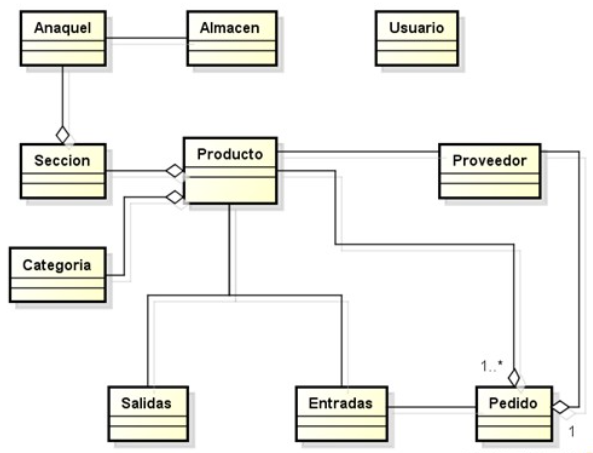 Anaquel
Almacen
Usuario
Seccion
Producto
Proveedor
Categoria
1..*
Salidas
Entradas
Pedido
1